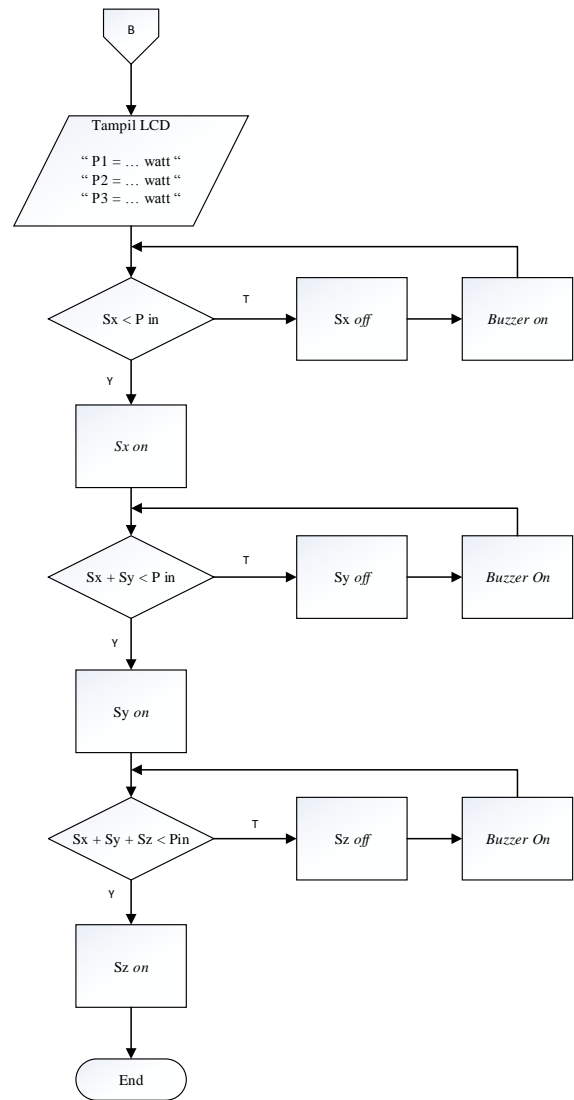 B
Tampil LCD
“ P1 = … watt “
“ P2 = … watt “
“ P3 = … watt “
Sx < P in
T
Sx off
Buzzer on
Y
Sx on
Sx + Sy < P in
T
Sy off
Buzzer On
Y
Sy on
Sx + Sy + Sz < Pin
T
Sz off
Buzzer On
Y
Sz on
End